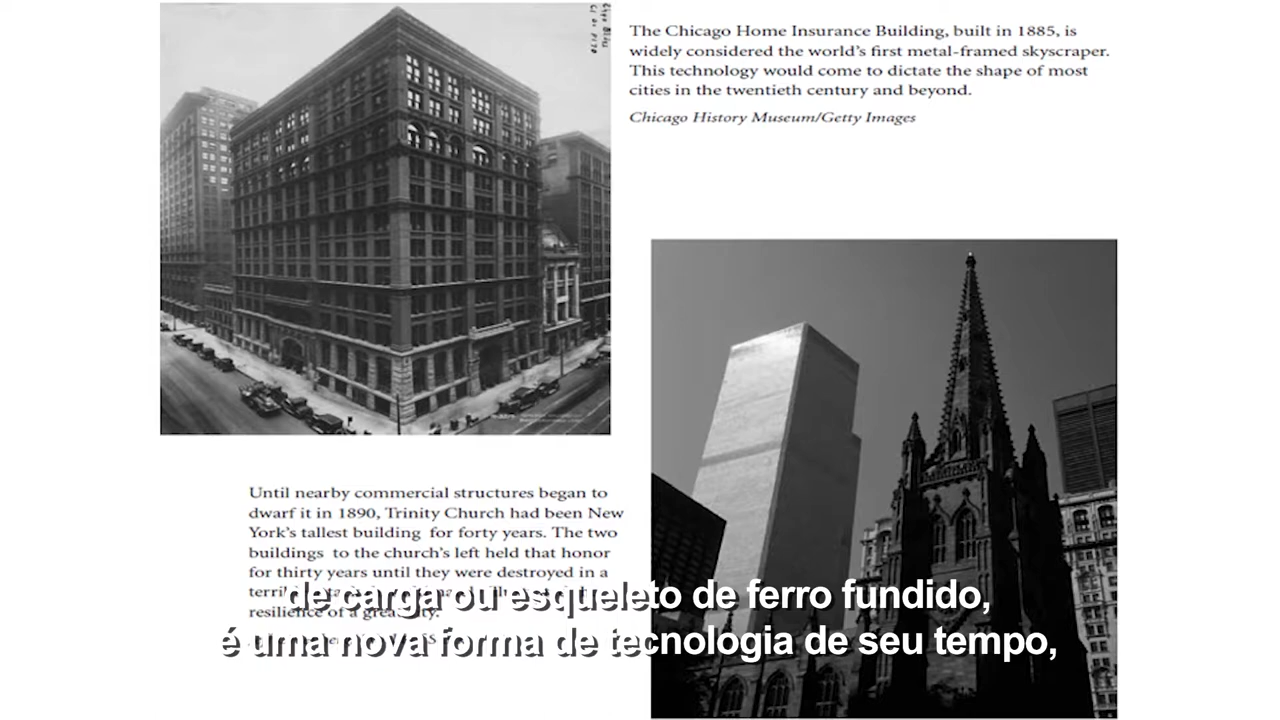 The Chicago Home Insurance Building, built in 1885, is
widely considered the world's first metal-framed skyscraper.
This technology would come to dictate the shape of most
cities in the twentieth century and beyond.
Chicago History Museum/Getty Images
Until nearby commercial structures began to
dwarf it in 1890, Trinity Church had been New
York's tallest building for forty years. The two
buildings to the church's left held that honor
for thirty years until they were destroyed in a
resilience of a great
de carga ou esqueleto de ferro fundido,
é uma nova forma de tecnologia de seu tempo,